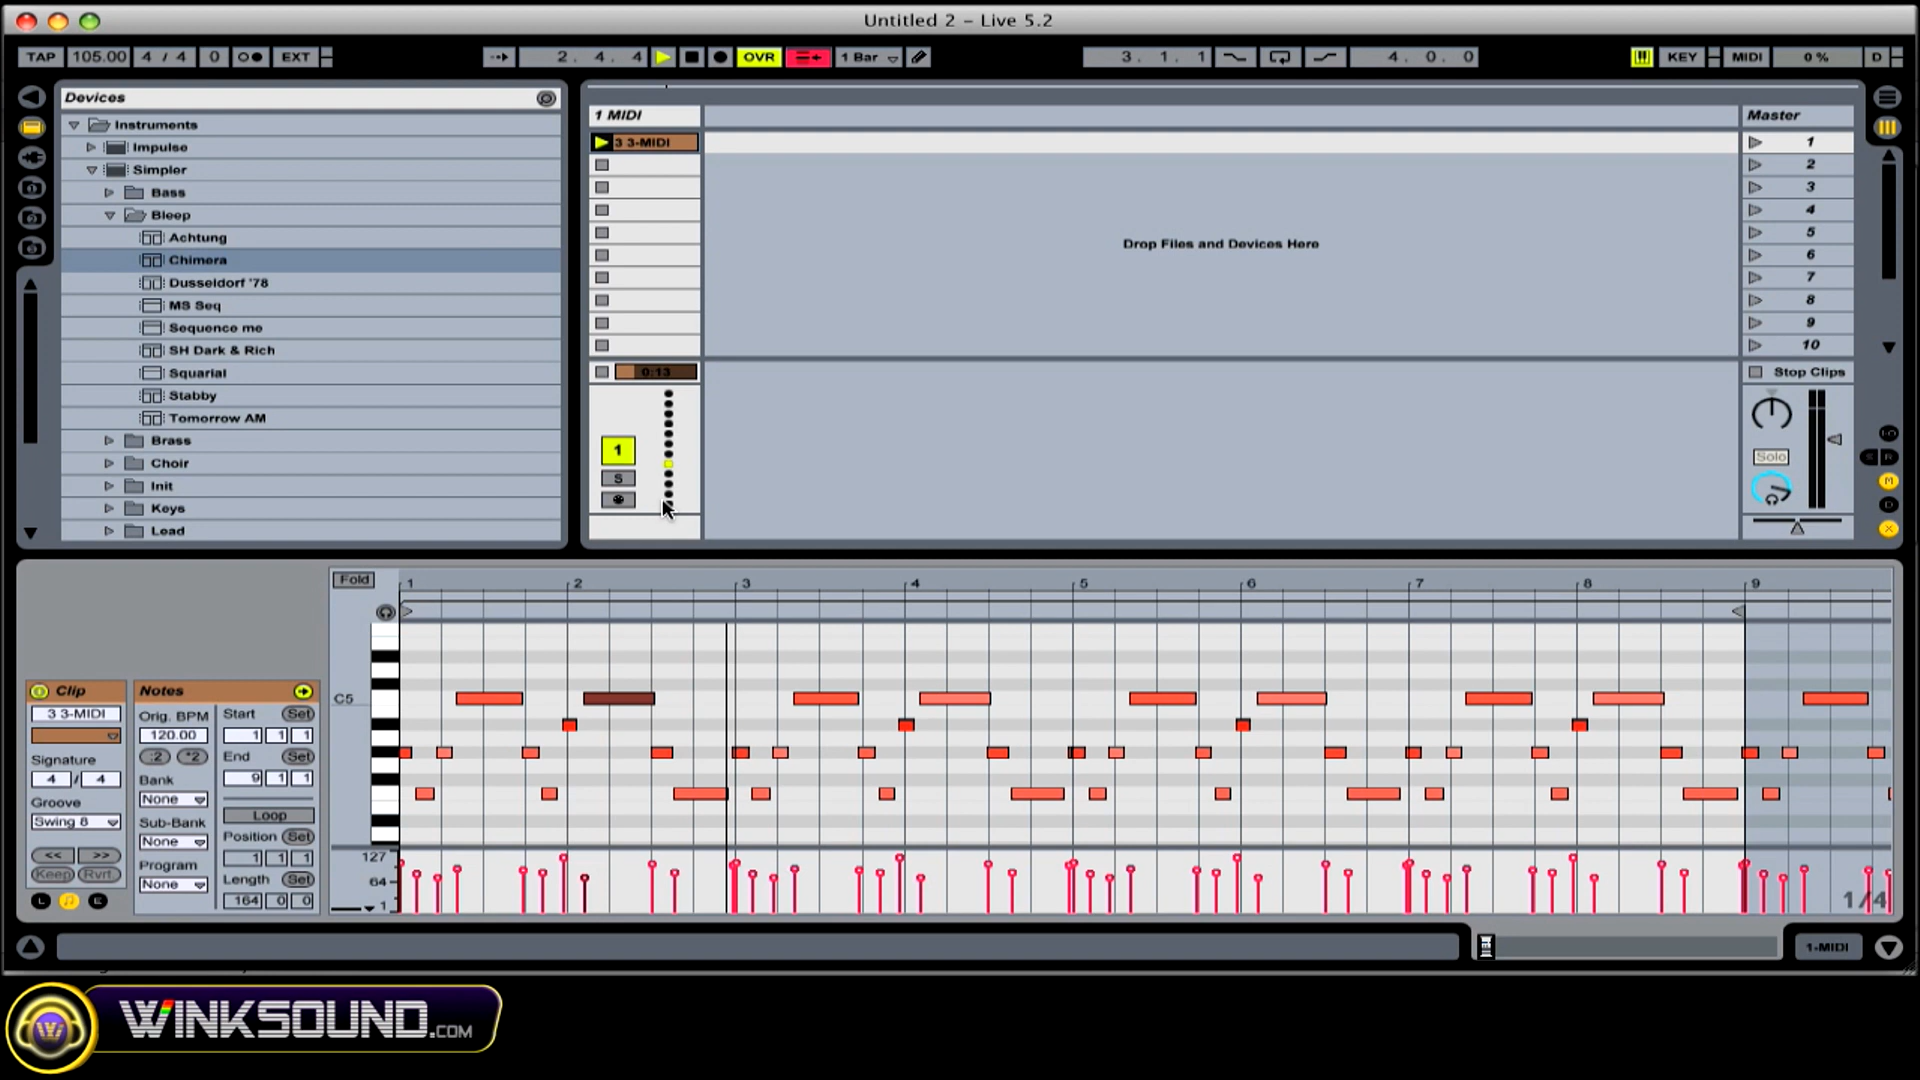 Untitled 2 – Live 5.2
TAP 105.00 4 / 4 0 EXT 2. 4. 4 OVR 1 Bar 3. 1. 1 4. 0. 0 KEY MIDI 0 % D
Devices
Instruments
Impulse
Simpler
Bass
Bleep
Achtung
Chimera
Dusseldorf '78
MS Seq
Sequence me
SH Dark & Rich
Squarial
Stabby
Tomorrow AM
Brass
Choir
Init
Keys
Lead
1 MIDI
3 3-MIDI
Drop Files and Devices Here
0:13
1
S
Master
1
2
3
4
5
6
7
8
9
10
Stop Clips
Solo
S R
M
D
X
Fold 1 2 3 4 5 6 7 8 9
C5
127
64
1
1/4
Clip
3 3-MIDI
Signature
4 / 4
Groove
Swing 8
<< >>
Keep Rvrt
L E
Notes
Orig. BPM
120.00
:2 *2
Bank
None
Sub-Bank
None
Program
None
Start Set
1 1 1
End Set
9 1 1
Loop
Position Set
1 1 1
Length Set
164 0 0
1-MIDI
WINKSOUND.COM